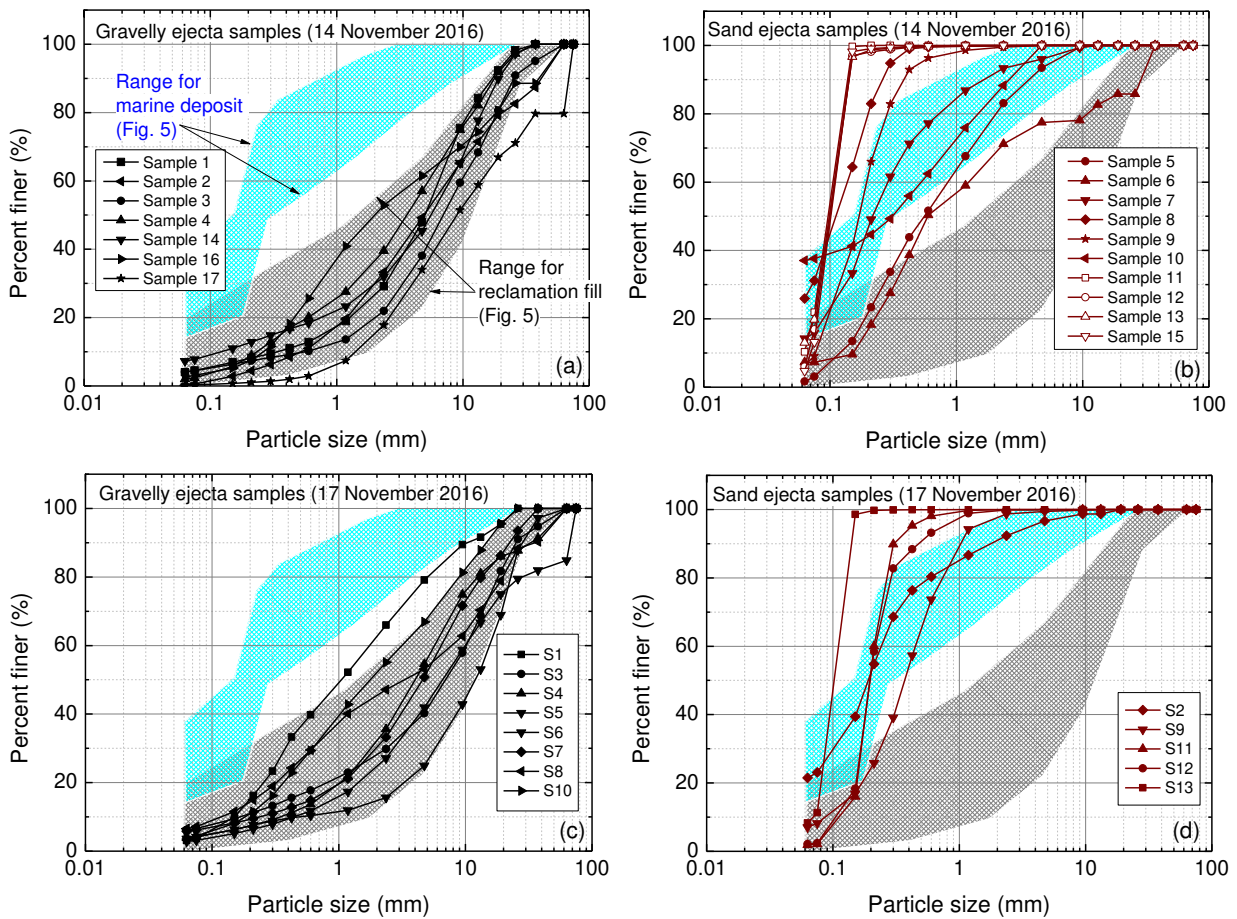 Gravelly ejecta samples (14 November 2016)
Range for
marine deposit
(Fig. 5)
Sample 1
Sample 2
Sample 3
Sample 4
Sample 14
Sample 16
Sample 17
Range for
reclamation fill
(Fig. 5)
(a)
Percent finer (%)
100
80
60
40
20
0
0.01
0.1
1
10
100
Particle size (mm)
Sand ejecta samples (14 November 2016)
Sample 5
Sample 6
Sample 7
Sample 8
Sample 9
Sample 10
Sample 11
Sample 12
Sample 13
Sample 15
(b)
Percent finer (%)
100
80
60
40
20
0
0.01
0.1
1
10
100
Particle size (mm)
Gravelly ejecta samples (17 November 2016)
S1
S3
S4
S5
S6
S7
S8
S10
(c)
Percent finer (%)
100
80
60
40
20
0
0.01
0.1
1
10
100
Particle size (mm)
Sand ejecta samples (17 November 2016)
S2
S9
S11
S12
S13
(d)
Percent finer (%)
100
80
60
40
20
0
0.01
0.1
1
10
100
Particle size (mm)